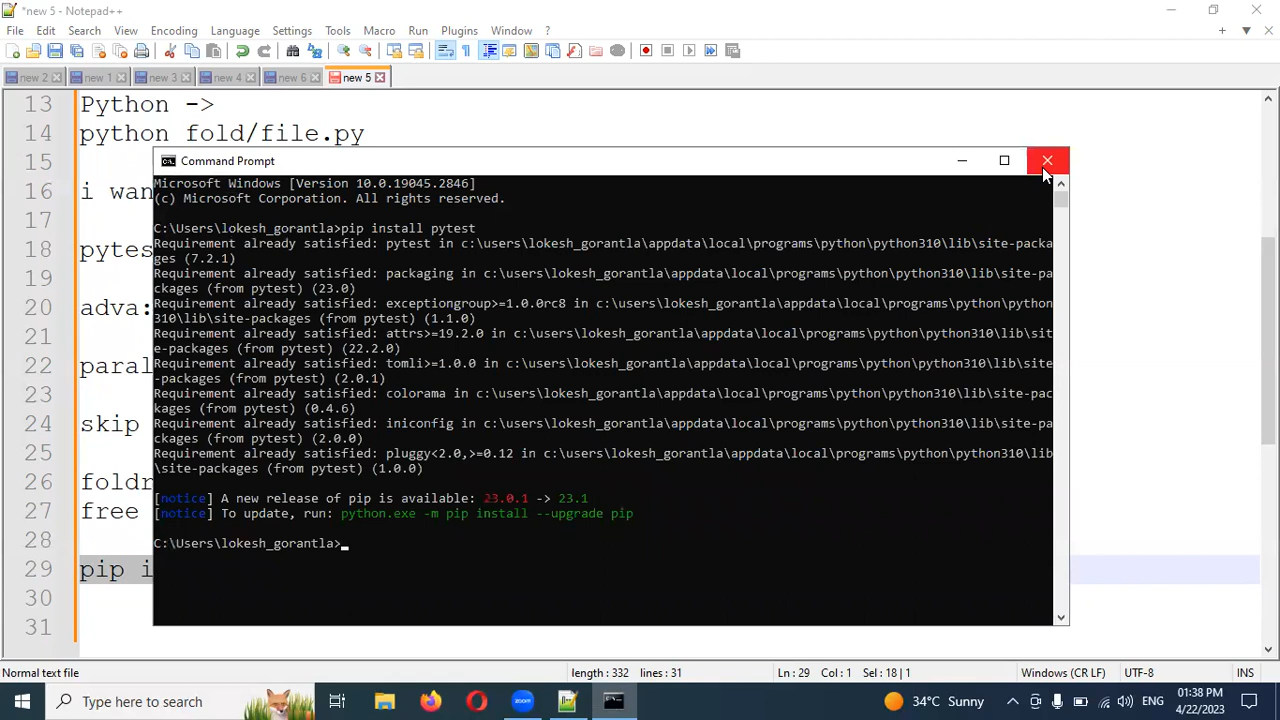 *new 5 - Notepad++
File Edit Search View Encoding Language Settings Tools Macro Run Plugins Window ?
new 2 new 1 new 3 new 4 new 6 new 5
13 Python ->
14 python fold/file.py
15
16 i wan
17
18 pytes
19
20 adva
21
22 paral
23
24 skip
25
26 foldr
27 free
28
29 pip i
30
31
Command Prompt
Microsoft Windows [Version 10.0.19045.2846]
(c) Microsoft Corporation. All rights reserved.
C:\Users\lokesh_gorantla>pip install pytest
Requirement already satisfied: pytest in c:\users\lokesh_gorantla\appdata\local\programs\python\python310\lib\site-packa
ges (7.2.1)
Requirement already satisfied: packaging in c:\users\lokesh_gorantla\appdata\local\programs\python\python310\lib\site-pa
ckages (from pytest) (23.0)
Requirement already satisfied: exceptiongroup>=1.0.0rc8 in c:\users\lokesh_gorantla\appdata\local\programs\python\python
310\lib\site-packages (from pytest) (1.1.0)
Requirement already satisfied: attrs>=19.2.0 in c:\users\lokesh_gorantla\appdata\local\programs\python\python310\lib\sit
e-packages (from pytest) (22.2.0)
Requirement already satisfied: tomli>=1.0.0 in c:\users\lokesh_gorantla\appdata\local\programs\python\python310\lib\site
-packages (from pytest) (2.0.1)
Requirement already satisfied: colorama in c:\users\lokesh_gorantla\appdata\local\programs\python\python310\lib\site-pac
kages (from pytest) (0.4.6)
Requirement already satisfied: iniconfig in c:\users\lokesh_gorantla\appdata\local\programs\python\python310\lib\site-pa
ckages (from pytest) (2.0.0)
Requirement already satisfied: pluggy<2.0,>=0.12 in c:\users\lokesh_gorantla\appdata\local\programs\python\python310\lib
\site-packages (from pytest) (1.0.0)
[notice] A new release of pip is available: 23.0.1 -> 23.1
[notice] To update, run: python.exe -m pip install --upgrade pip
C:\Users\lokesh_gorantla>
Normal text file length : 332 lines : 31 Ln : 29 Col : 1 Sel : 18 | 1 Windows (CR LF) UTF-8 INS
Type here to search 34°C Sunny ENG 01:38 PM
4/22/2023